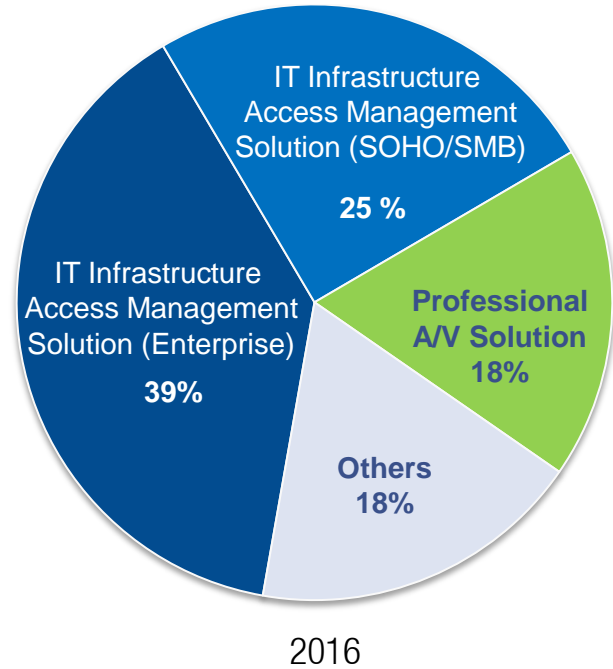 IT Infrastructure
Access Management
Solution (SOHO/SMB)
25 %
IT Infrastructure
Access Management
Solution (Enterprise)
39%
Professional
A/V Solution
18%
Others
18%
2016